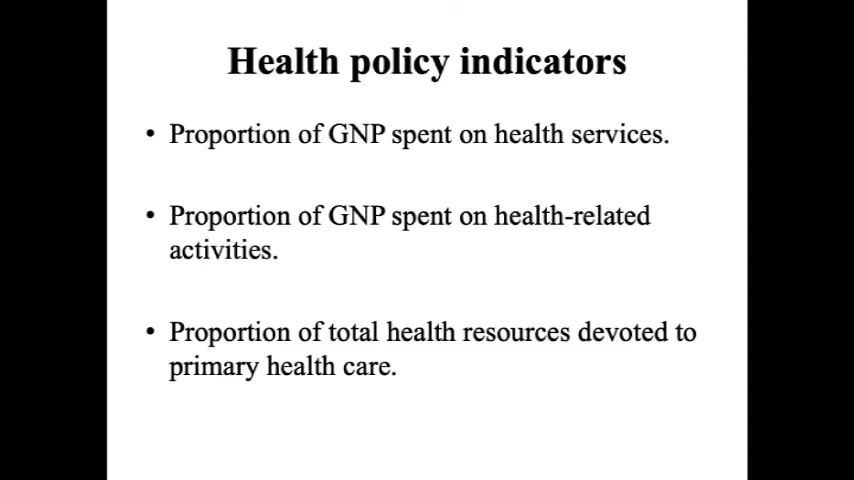 Health policy indicators
• Proportion of GNP spent on health services.
• Proportion of GNP spent on health-related
activities.
• Proportion of total health resources devoted to
primary health care.